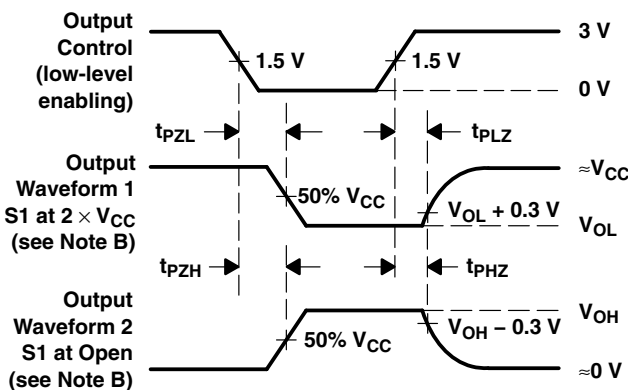 Output
Control
(low-level
enabling)
1.5 V
1.5 V
3 V
0 V
tPZL
tPLZ
Output
Waveform 1
S1 at 2 × VCC
(see Note B)
50% VCC
VOL + 0.3 V
≈VCC
VOL
tPZH
tPHZ
Output
Waveform 2
S1 at Open
(see Note B)
50% VCC
VOH − 0.3 V
VOH
≈0 V